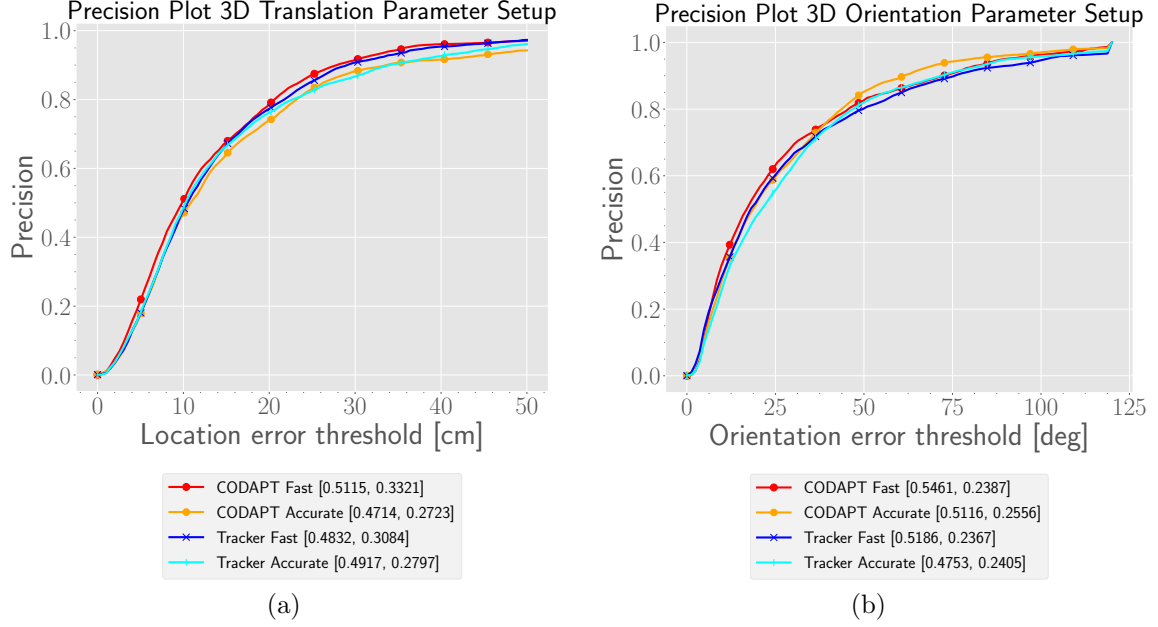 Precision Plot 3D Translation Parameter Setup
1.0
0.8
0.6
0.4
0.2
0.0
Precision
0
10
20
30
40
50
Location error threshold [cm]
CODAPT Fast [0.5115, 0.3321]
CODAPT Accurate [0.4714, 0.2723]
Tracker Fast [0.4832, 0.3084]
Tracker Accurate [0.4917, 0.2797]
(a)
Precision Plot 3D Orientation Parameter Setup
1.0
0.8
0.6
0.4
0.2
0.0
Precision
0
25
50
75
100
125
Orientation error threshold [deg]
CODAPT Fast [0.5461, 0.2387]
CODAPT Accurate [0.5116, 0.2556]
Tracker Fast [0.5186, 0.2367]
Tracker Accurate [0.4753, 0.2405]
(b)